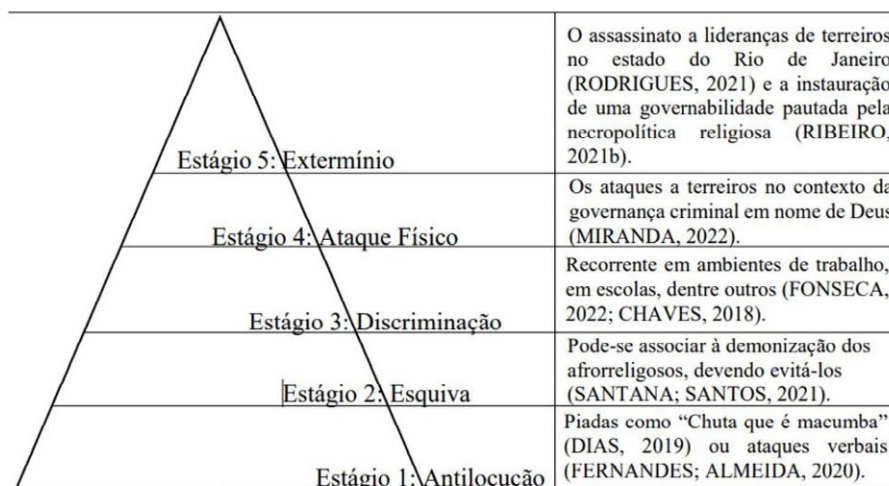 O assassinato a lideranças de terreiros
no estado do Rio de Janeiro
(RODRIGUES, 2021) e a instauração
de uma governabilidade pautada pela
necropolítica religiosa (RIBEIRO,
2021b).
Estágio 5: Extermínio
Os ataques a terreiros no contexto da
governança criminal em nome de Deus
(MIRANDA, 2022).
Estágio 4: Ataque Físico
Recorrente em ambientes de trabalho,
em escolas, dentre outros (FONSECA,
2022; CHAVES, 2018).
Estágio 3: Discriminação
Pode-se associar à demonização dos
afrorreligosos, devendo evitá-los
(SANTANA; SANTOS, 2021).
Estágio 2: Esquiva
Piadas como “Chuta que é macumba”
(DIAS, 2019) ou ataques verbais
(FERNANDES; ALMEIDA, 2020).
Estágio 1: Antilocução